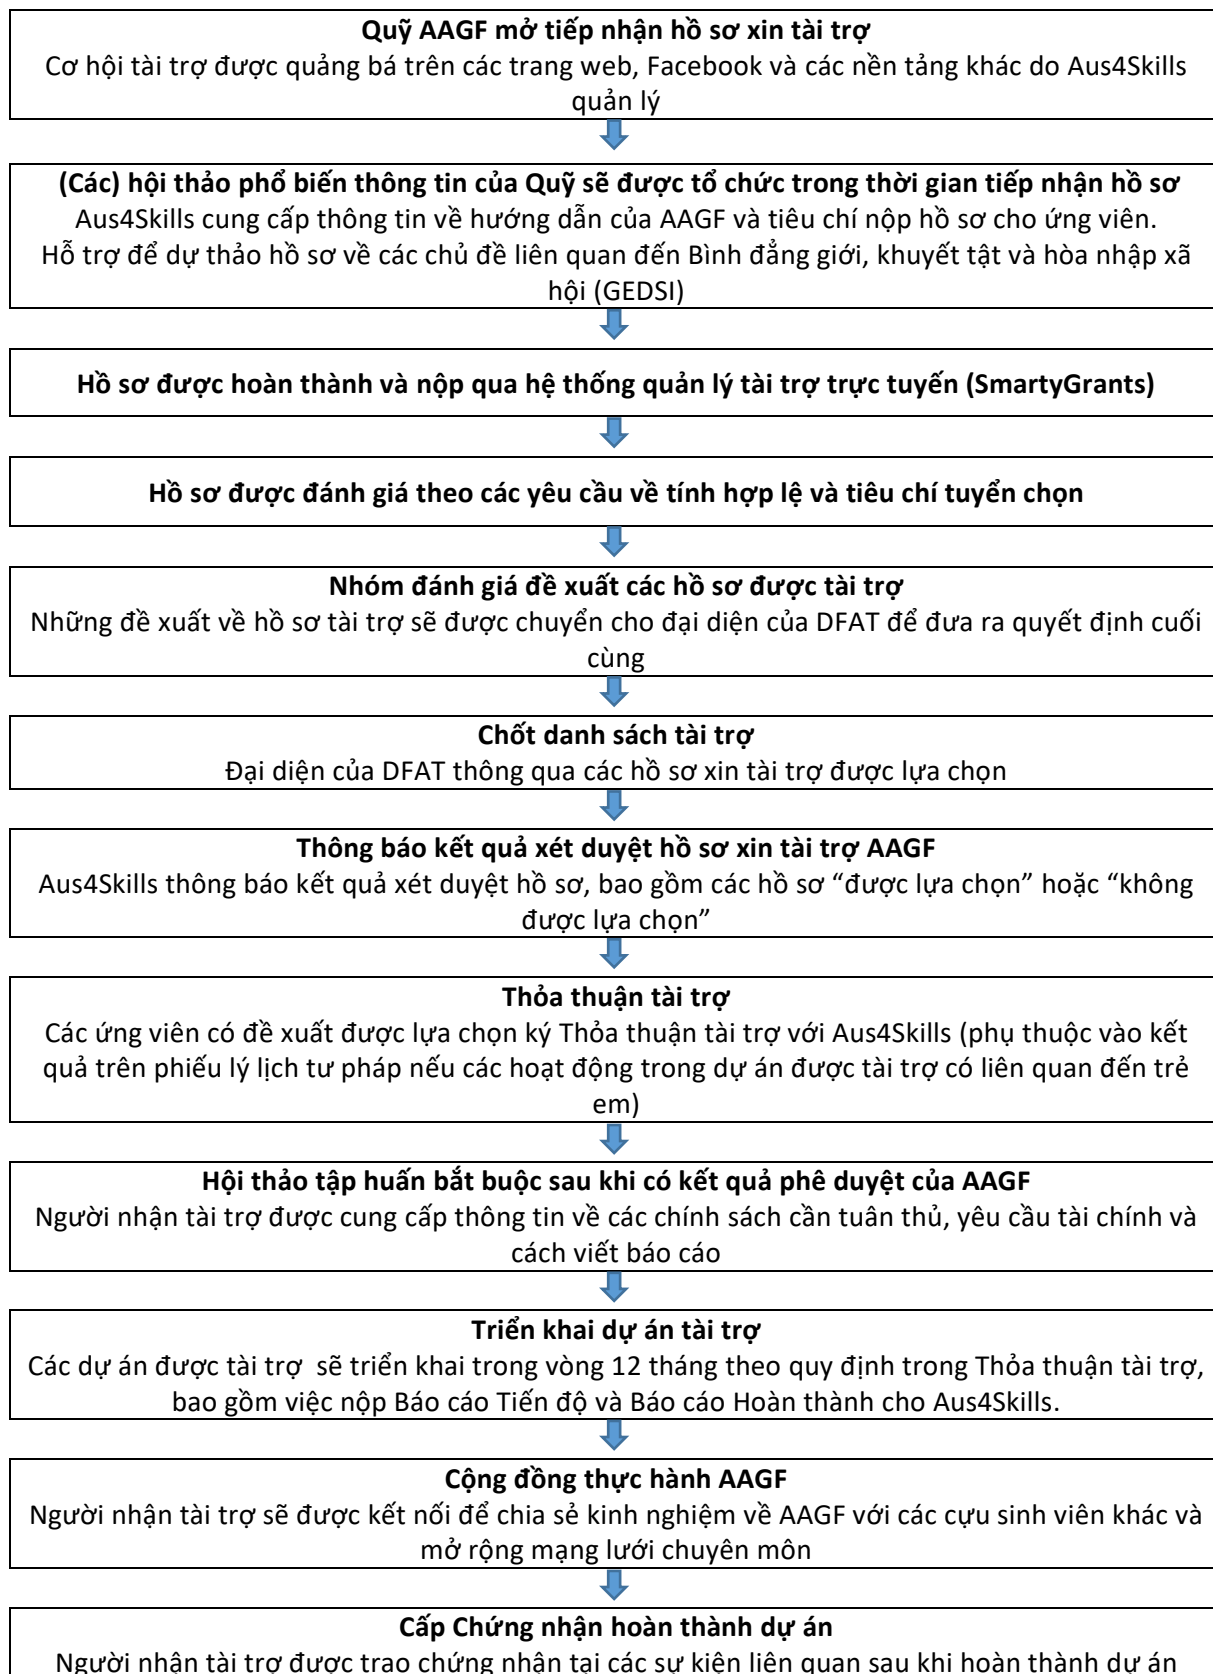 Quỹ AAGF mở tiếp nhận hồ sơ xin tài trợ
Cơ hội tài trợ được quảng bá trên các trang web, Facebook và các nền tảng khác do Aus4Skills
quản lý
(Các) hội thảo phổ biến thông tin của Quỹ sẽ được tổ chức trong thời gian tiếp nhận hồ sơ
Aus4Skills cung cấp thông tin về hướng dẫn của AAGF và tiêu chí nộp hồ sơ cho ứng viên.
Hỗ trợ để dự thảo hồ sơ về các chủ đề liên quan đến Bình đẳng giới, khuyết tật và hòa nhập xã
hội (GEDSI)
Hồ sơ được hoàn thành và nộp qua hệ thống quản lý tài trợ trực tuyến (SmartyGrants)
Hồ sơ được đánh giá theo các yêu cầu về tính hợp lệ và tiêu chí tuyển chọn
Nhóm đánh giá đề xuất các hồ sơ được tài trợ
Những đề xuất về hồ sơ tài trợ sẽ được chuyển cho đại diện của DFAT để đưa ra quyết định cuối
cùng
Chốt danh sách tài trợ
Đại diện của DFAT thông qua các hồ sơ xin tài trợ được lựa chọn
Thông báo kết quả xét duyệt hồ sơ xin tài trợ AAGF
Aus4Skills thông báo kết quả xét duyệt hồ sơ, bao gồm các hồ sơ “được lựa chọn” hoặc “không
được lựa chọn”
Thỏa thuận tài trợ
Các ứng viên có đề xuất được lựa chọn ký Thỏa thuận tài trợ với Aus4Skills (phụ thuộc vào kết
quả trên phiếu lý lịch tư pháp nếu các hoạt động trong dự án được tài trợ có liên quan đến trẻ
em)
Hội thảo tập huấn bắt buộc sau khi có kết quả phê duyệt của AAGF
Người nhận tài trợ được cung cấp thông tin về các chính sách cần tuân thủ, yêu cầu tài chính và
cách viết báo cáo
Triển khai dự án tài trợ
Các dự án được tài trợ  sẽ triển khai trong vòng 12 tháng theo quy định trong Thỏa thuận tài trợ,
bao gồm việc nộp Báo cáo Tiến độ và Báo cáo Hoàn thành cho Aus4Skills.
Cộng đồng thực hành AAGF
Người nhận tài trợ sẽ được kết nối để chia sẻ kinh nghiệm về AAGF với các cựu sinh viên khác và
mở rộng mạng lưới chuyên môn
Cấp Chứng nhận hoàn thành dự án
Người nhận tài trợ được trao chứng nhận tại các sự kiện liên quan sau khi hoàn thành dự án